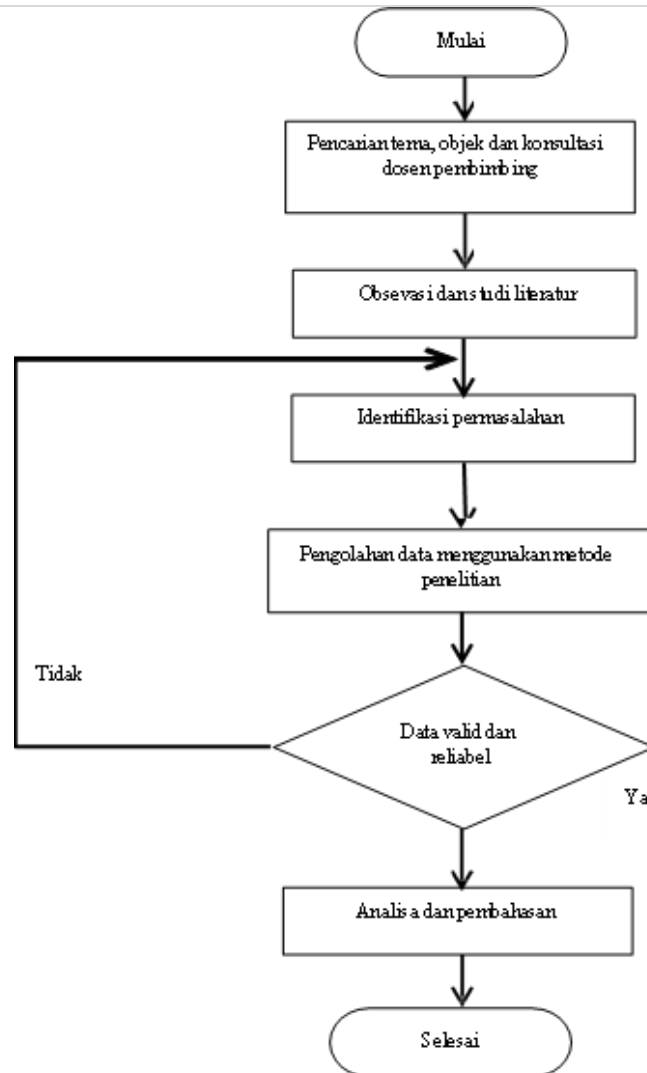 Mulai
Pencarian tema, objek dan konsultasi
dosen pembimbing
Obsevasi dan studi literatur
Identifikasi permasalahan
Pengolahan data menggunakan metode
penelitian
Tidak
Data valid dan
reliabel
Ya
Analisa dan pembahasan
Selesai